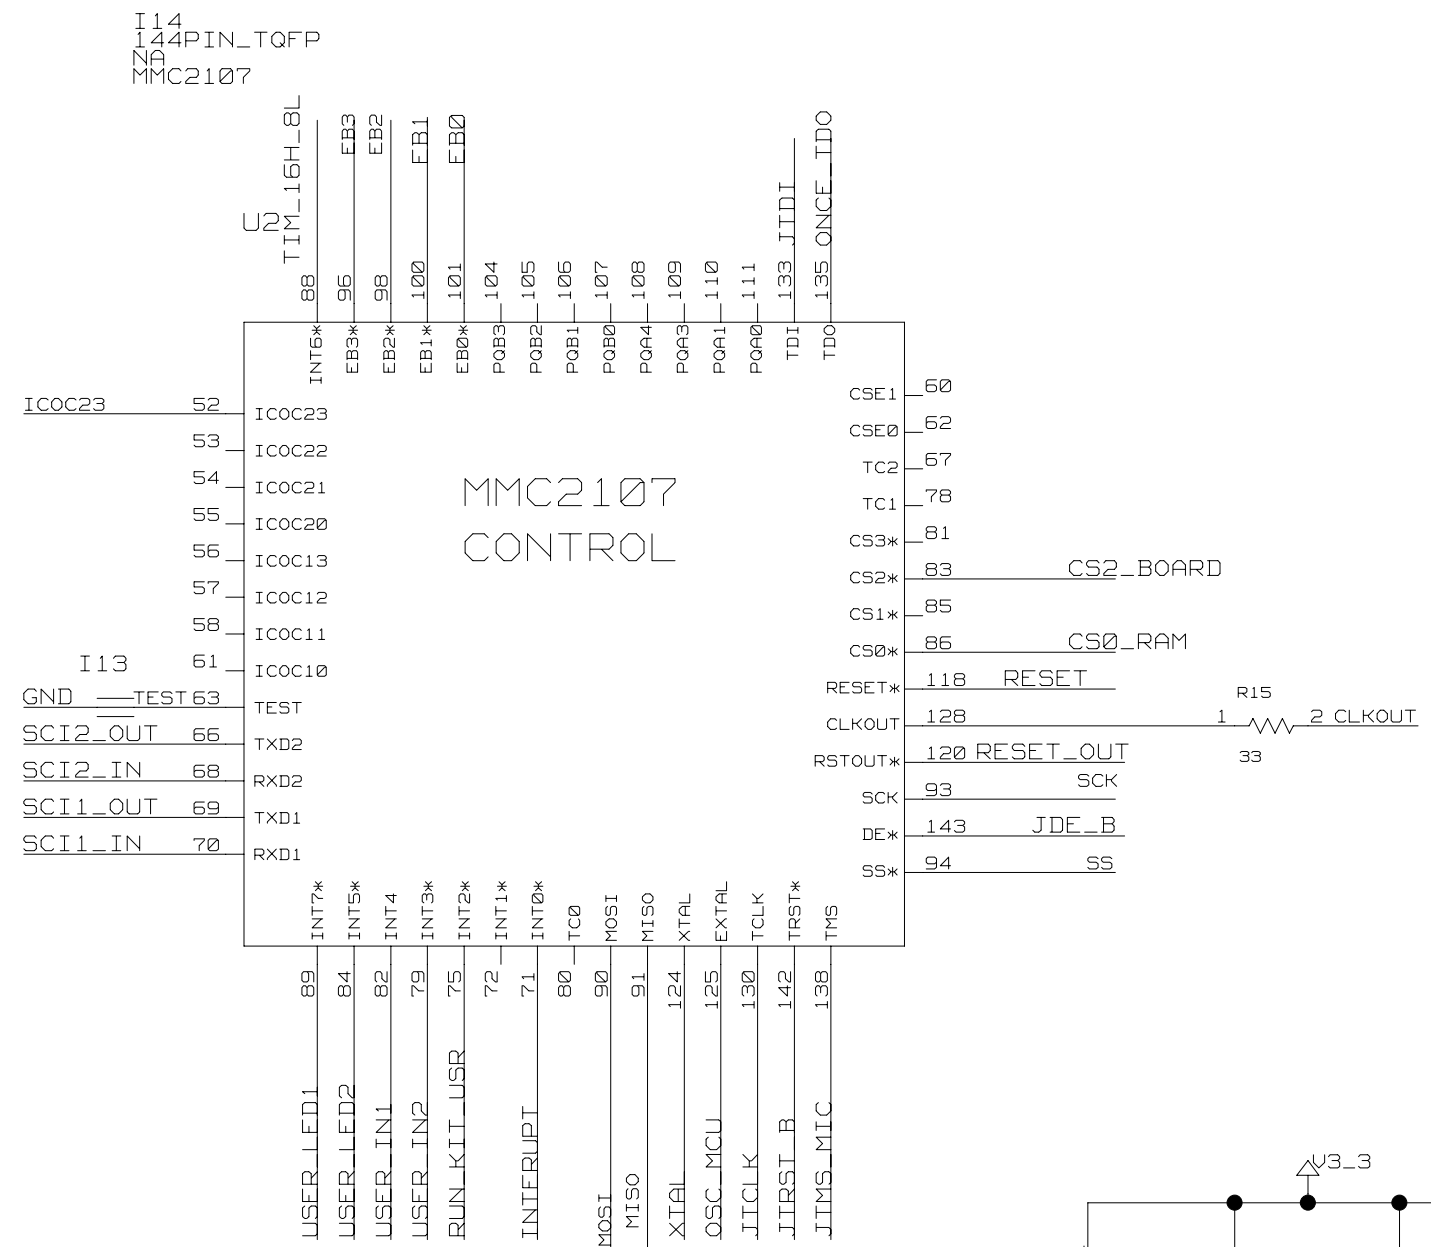 I14
144PIN_TQFP
NA
MMC2107
U2
TIM_16H_8L
EB3
EB2
EB1
EB0
JTDI
ONCE_TDO
88
96
98
100
101
104
105
106
107
108
109
110
111
133
135
INT6*
EB3*
EB2*
EB1*
EB0*
PQB3
PQB2
PQB1
PQB0
PQA4
PQA3
PQA1
PQA0
TDI
TDO
ICOC23 52 ICOC23
53 ICOC22
54 ICOC21
55 ICOC20
56 ICOC13
57 ICOC12
58 ICOC11
I13
61 ICOC10
GND TEST 63 TEST
SCI2_OUT 66 TXD2
SCI2_IN 68 RXD2
SCI1_OUT 69 TXD1
SCI1_IN 70 RXD1
MMC2107
CONTROL
CSE1 60
CSE0 62
TC2 67
TC1 78
CS3* 81
CS2* 83 CS2_BOARD
CS1* 85
CS0* 86 CS0_RAM
RESET* 118 RESET
R15
CLKOUT 128 1 2 CLKOUT
33
RSTOUT* 120 RESET_OUT
SCK 93 SCK
DE* 143 JDE_B
SS* 94 SS
INT7*
INT5*
INT4
INT3*
INT2*
INT1*
INT0*
TC0
MOSI
MISO
XTAL
EXTAL
TCLK
TRST*
TMS
89
84
82
79
75
72
71
80
90
91
124
125
130
142
138
USER_LED1
USER_LED2
USER_IN1
USER_IN2
RUN_KIT_USR
INTERUPT
MOSI
MISO
XTAL
OSC_MCU
JTCLK
JTRST_B
JTMS_MIC
V3_3